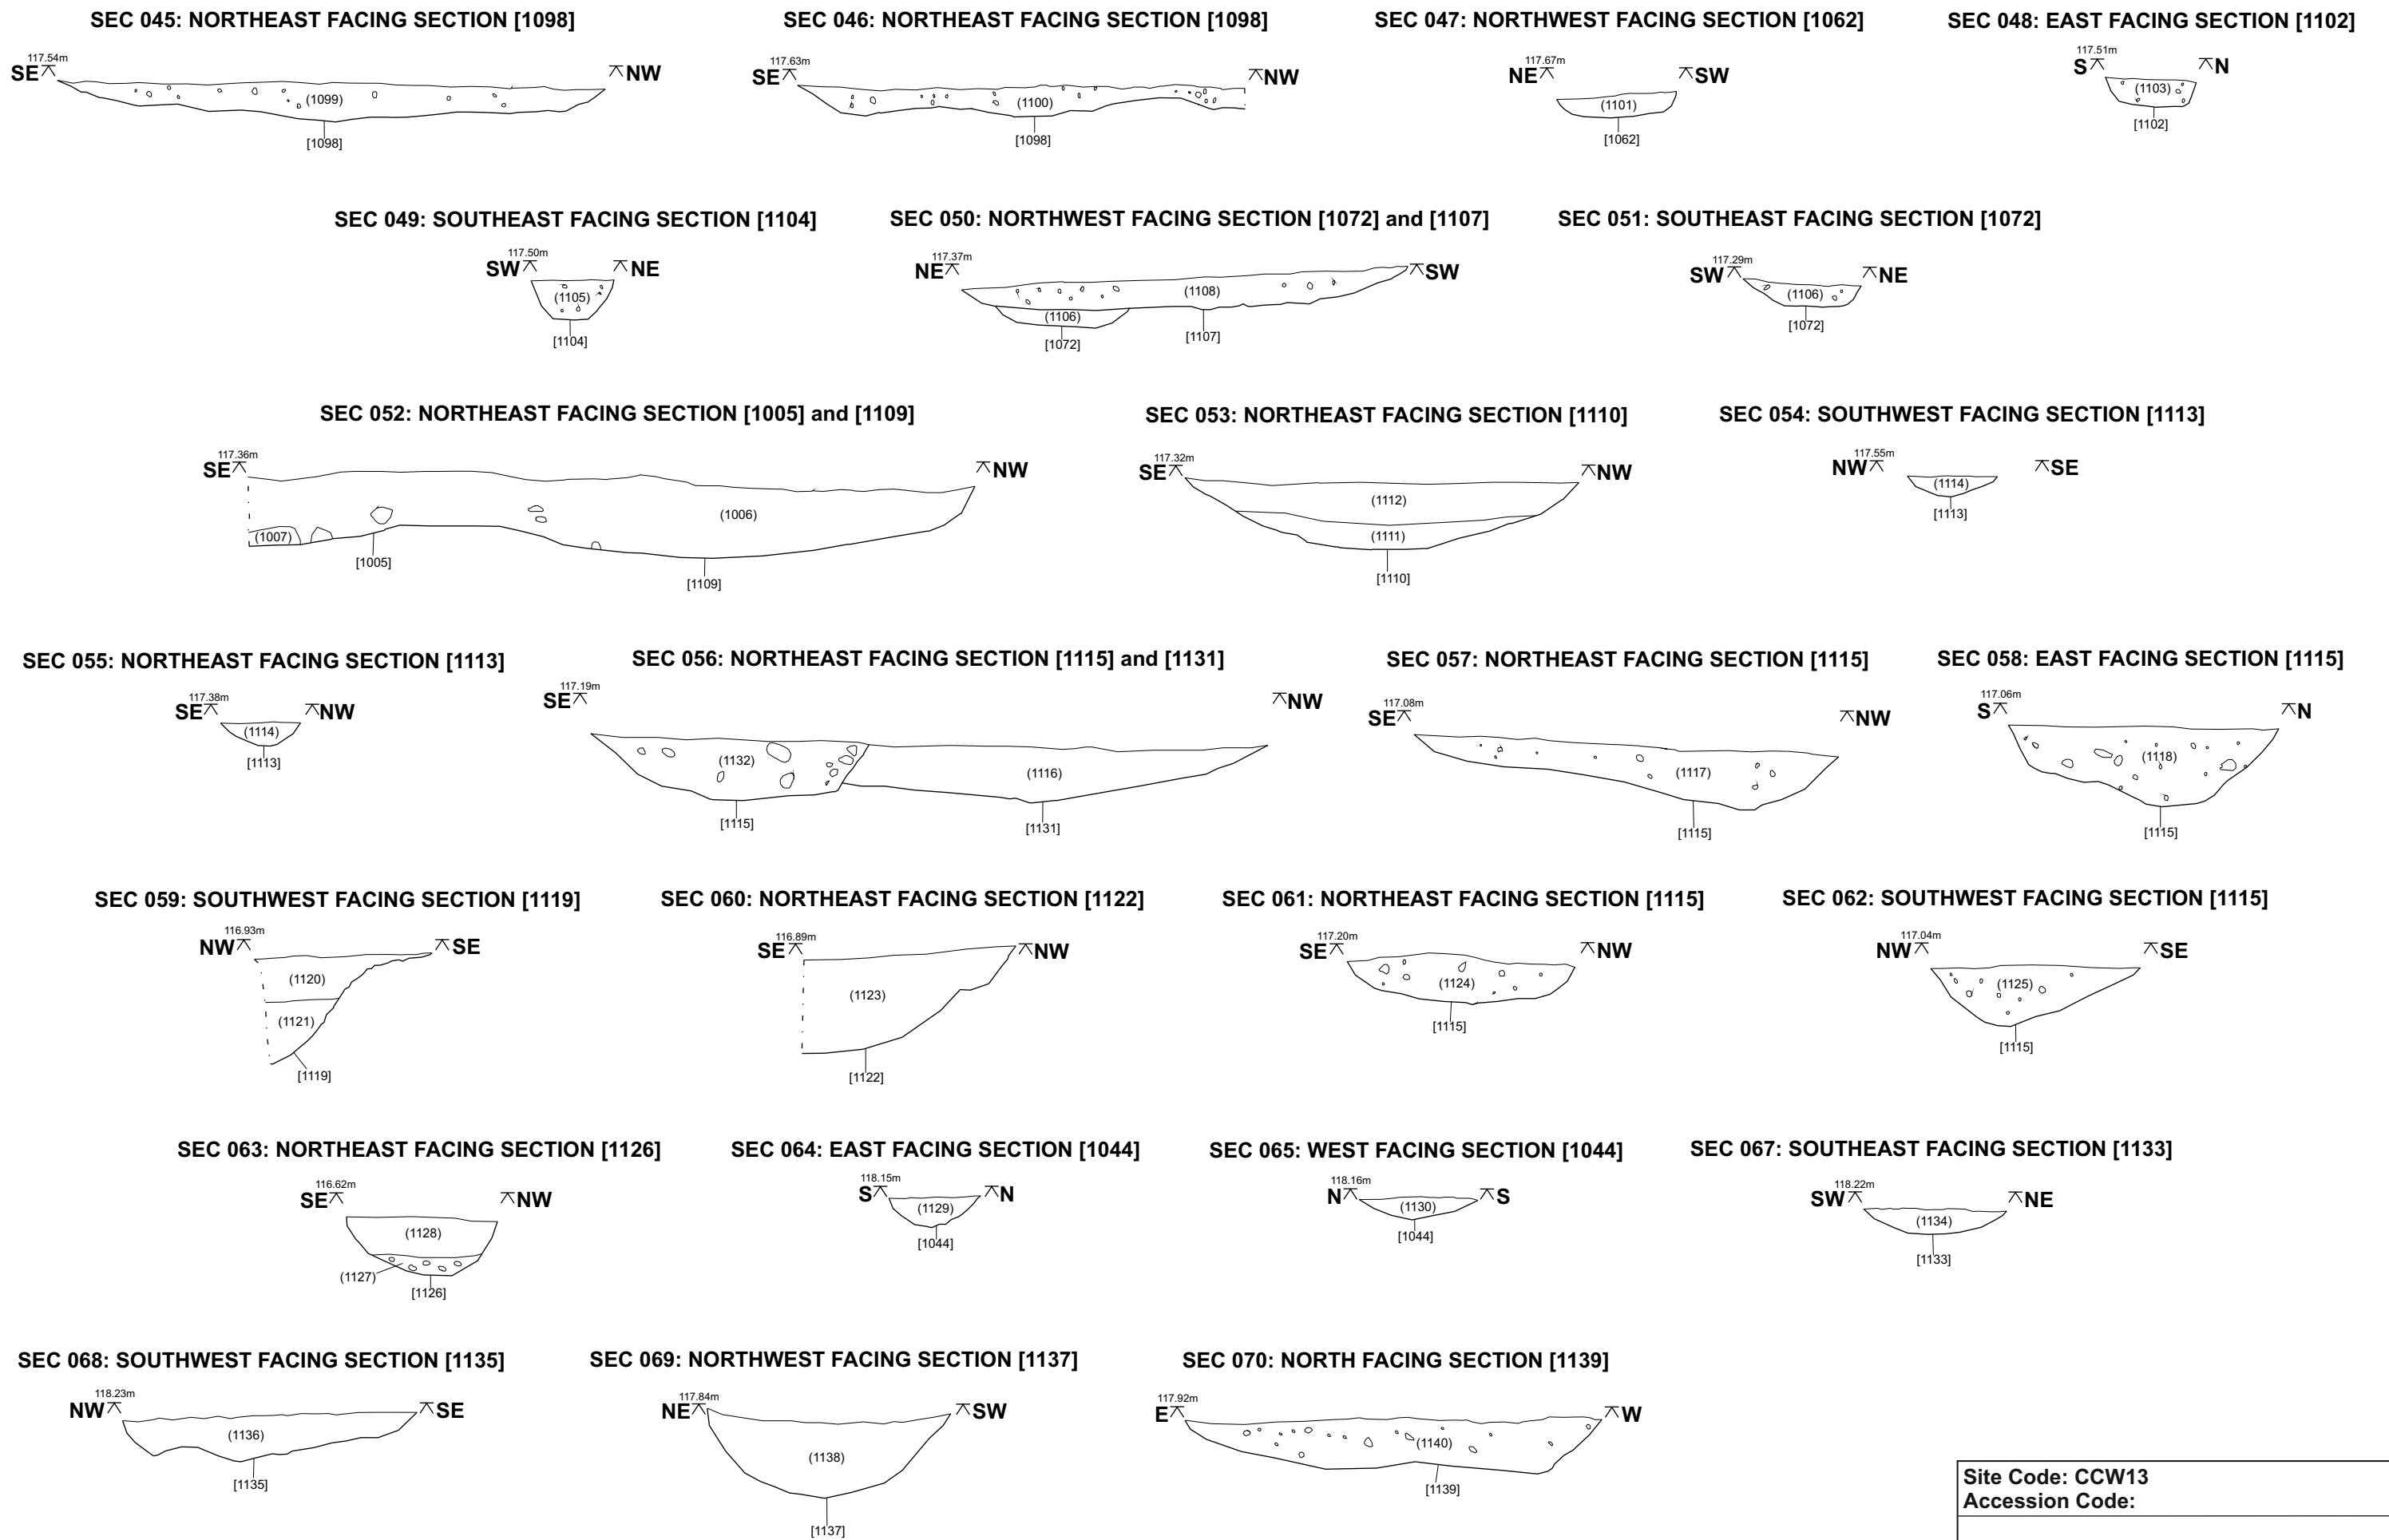 SEC 045: NORTHEAST FACING SECTION [1098]
117.54m
SE
NW
(1099)
[1098]
SEC 046: NORTHEAST FACING SECTION [1098]
117.63m
SE
NW
(1100)
[1098]
SEC 047: NORTHWEST FACING SECTION [1062]
117.67m
NE
SW
(1101)
[1062]
SEC 048: EAST FACING SECTION [1102]
117.51m
S
N
(1103)
[1102]
SEC 049: SOUTHEAST FACING SECTION [1104]
117.50m
SW
NE
(1105)
[1104]
SEC 050: NORTHWEST FACING SECTION [1072] and [1107]
117.37m
NE
SW
(1108)
(1106)
[1072]
[1107]
SEC 051: SOUTHEAST FACING SECTION [1072]
117.29m
SW
NE
(1106)
[1072]
SEC 052: NORTHEAST FACING SECTION [1005] and [1109]
117.36m
SE
NW
(1006)
(1007)
[1005]
[1109]
SEC 053: NORTHEAST FACING SECTION [1110]
117.32m
SE
NW
(1112)
(1111)
[1110]
SEC 054: SOUTHWEST FACING SECTION [1113]
117.55m
NW
SE
(1114)
[1113]
SEC 055: NORTHEAST FACING SECTION [1113]
117.38m
SE
NW
(1114)
[1113]
SEC 056: NORTHEAST FACING SECTION [1115] and [1131]
117.19m
SE
NW
(1132)
(1116)
[1115]
[1131]
SEC 057: NORTHEAST FACING SECTION [1115]
117.08m
SE
NW
(1117)
[1115]
SEC 058: EAST FACING SECTION [1115]
117.06m
S
N
(1118)
[1115]
SEC 059: SOUTHWEST FACING SECTION [1119]
116.93m
NW
SE
(1120)
(1121)
[1119]
SEC 060: NORTHEAST FACING SECTION [1122]
116.89m
SE
NW
(1123)
[1122]
SEC 061: NORTHEAST FACING SECTION [1115]
117.20m
SE
NW
(1124)
[1115]
SEC 062: SOUTHWEST FACING SECTION [1115]
117.04m
NW
SE
(1125)
[1115]
SEC 063: NORTHEAST FACING SECTION [1126]
116.62m
SE
NW
(1128)
(1127)
[1126]
SEC 064: EAST FACING SECTION [1044]
118.15m
S
N
(1129)
[1044]
SEC 065: WEST FACING SECTION [1044]
118.16m
N
S
(1130)
[1044]
SEC 067: SOUTHEAST FACING SECTION [1133]
118.22m
SW
NE
(1134)
[1133]
SEC 068: SOUTHWEST FACING SECTION [1135]
118.23m
NW
SE
(1136)
[1135]
SEC 069: NORTHWEST FACING SECTION [1137]
117.84m
NE
SW
(1138)
[1137]
SEC 070: NORTH FACING SECTION [1139]
117.92m
E
W
(1140)
[1139]
Site Code: CCW13
Accession Code: